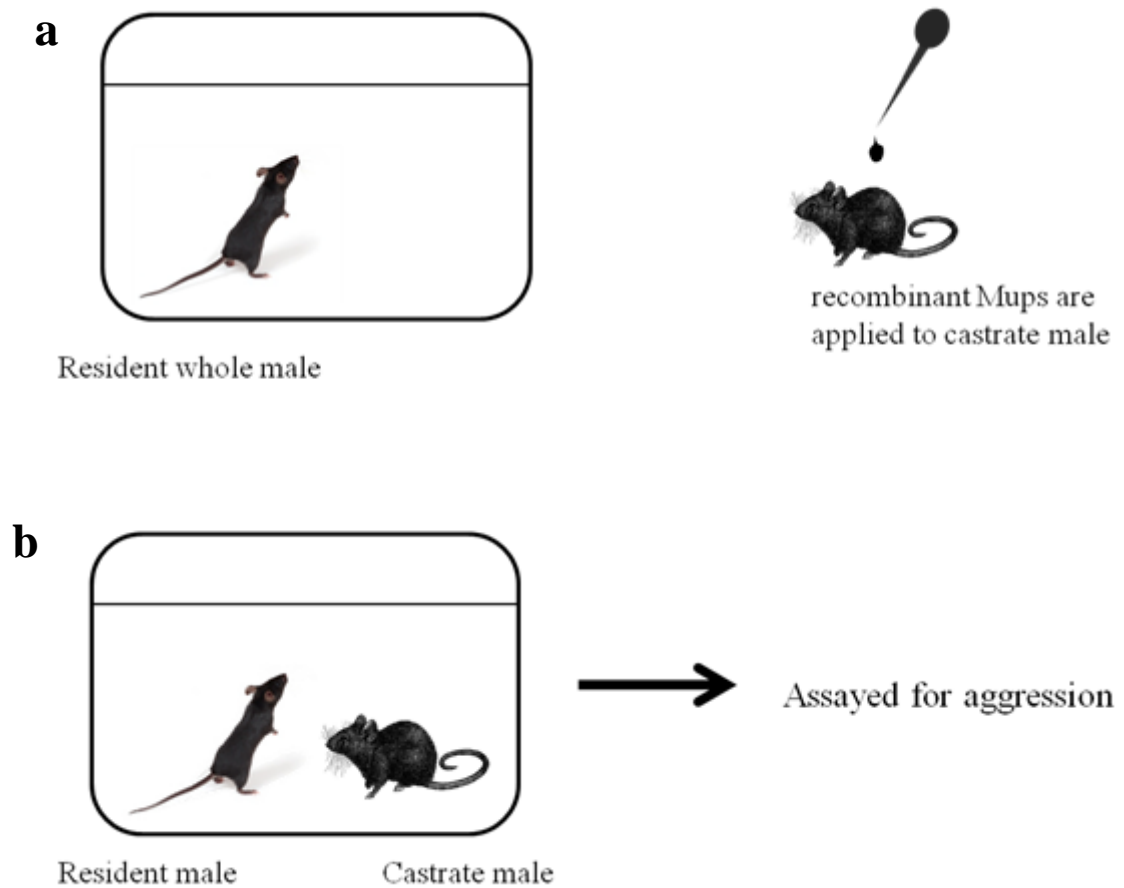 a
Resident whole male
recombinant Mups are
applied to castrate male
b
Assayed for aggression
Resident male
Castrate male